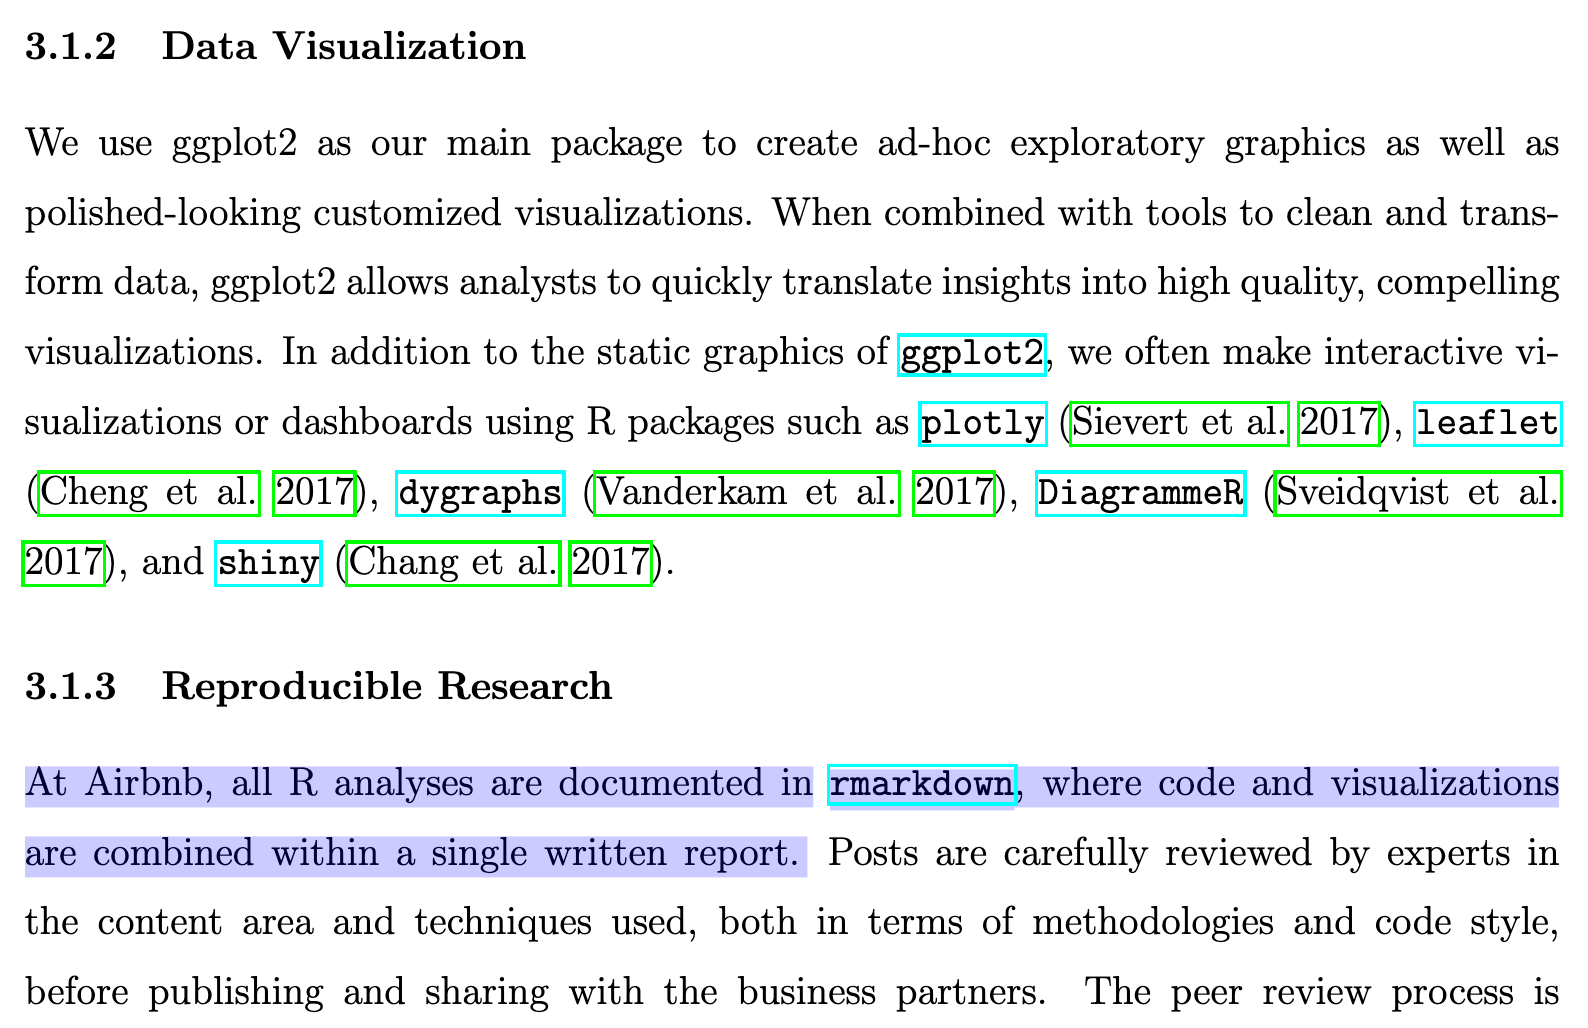 3.1.2 Data Visualization
We use ggplot2 as our main package to create ad-hoc exploratory graphics as well as
polished-looking customized visualizations. When combined with tools to clean and trans-
form data, ggplot2 allows analysts to quickly translate insights into high quality, compelling
visualizations. In addition to the static graphics of ggplot2, we often make interactive vi-
sualizations or dashboards using R packages such as plotly (Sievert et al. 2017), leaflet
(Cheng et al. 2017), dygraphs (Vanderkam et al. 2017), DiagrammeR (Sveidqvist et al.
2017), and shiny (Chang et al. 2017).
3.1.3 Reproducible Research
At Airbnb, all R analyses are documented in rmarkdown, where code and visualizations
are combined within a single written report. Posts are carefully reviewed by experts in
the content area and techniques used, both in terms of methodologies and code style,
before publishing and sharing with the business partners. The peer review process is